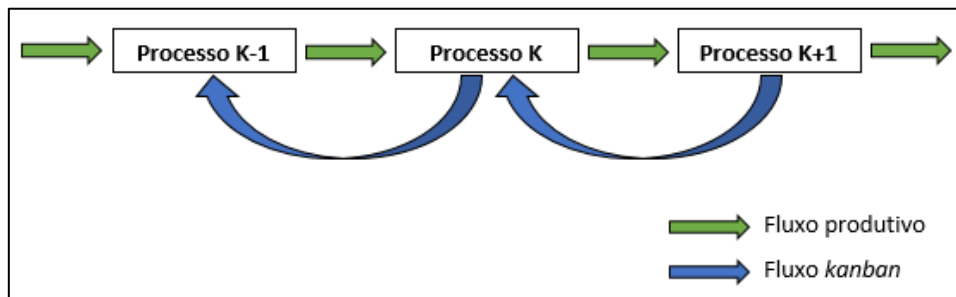 Processo K-1
Processo K
Processo K+1
Fluxo produtivo
Fluxo kanban